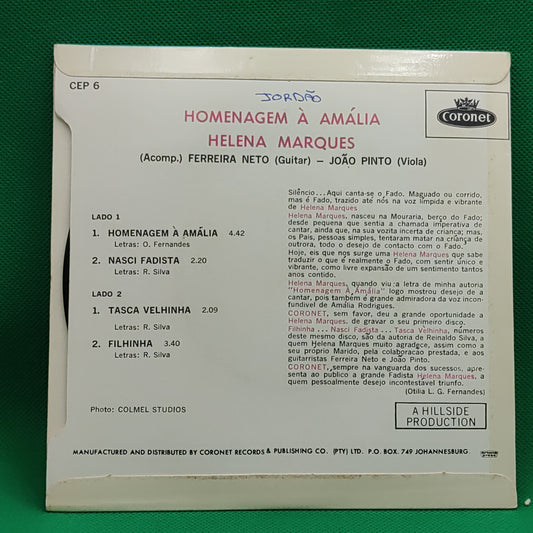 CEP 6
JORDÃO
HOMENAGEM À AMÁLIA
HELENA MARQUES
(Acomp.) FERREIRA NETO (Guitar) – JOÃO PINTO (Viola)
coronet
LADO 1
1. HOMENAGEM À AMÁLIA 4.42
Letras: O. Fernandes
2. NASCI FADISTA 2.20
Letras: R. Silva
LADO 2
1. TASCA VELHINHA 2.09
Letras: R. Silva
2. FILHINHA 3.40
Letras: R. Silva
Silêncio... Aqui canta-se o Fado. Maguado ou corrido,
mas é Fado, trazido até nós na voz límpida e vibrante
de Helena Marques
Helena Marques, nasceu na Mouraria, berço do Fado;
desde pequena que sentia a chamada imperativa de
cantar, ainda que, na sua vozita incerta de criança; mas.
os Pais, pessoas simples, tentaram matar na criança de
outrora, todo o desejo de contacto com o Fado.
Hoje, eis que nos surge uma Helena Marques que sabe
traduzir o que é realmente o Fado, com sentir único e
vibrante, como livre expansão de um sentimento tantos
anos contido.
Helena Marques, quando viu a letra de minha autoria
"Homenagem À Amália" logo mostrou desejo de a
cantar, pois também é grande admiradora da voz incon-
fundivel de Amália Rodrigues.
CORONET, sem favor, deu a grande oportunidade a
Helena Marques. de gravar o seu primeiro disco.
Filhinha ... Nasci Fadista ... Tasca Velhinha, números
deste mesmo disco, são da autoria de Reinaldo Silva, a
quem Helena Marques muito agradece, assim como a
seu próprio Marido, pela colaboracao prestada, e aos
guitarristas Ferreira Neto e João Pinto.
CORONET, sempre na vanguarda dos sucessos, apre-
senta ao publico a grande Fadista Helena Marques, a
quem pessoalmente desejo incontestável triunfo.
(Otilia L. G. Fernandes)
Photo: COLMEL STUDIOS
A HILLSIDE
PRODUCTION
MANUFACTURED AND DISTRIBUTED BY CORONET RECORDS & PUBLISHING CO. (PTY) LTD. P.O. BOX. 749 JOHANNESBURG.